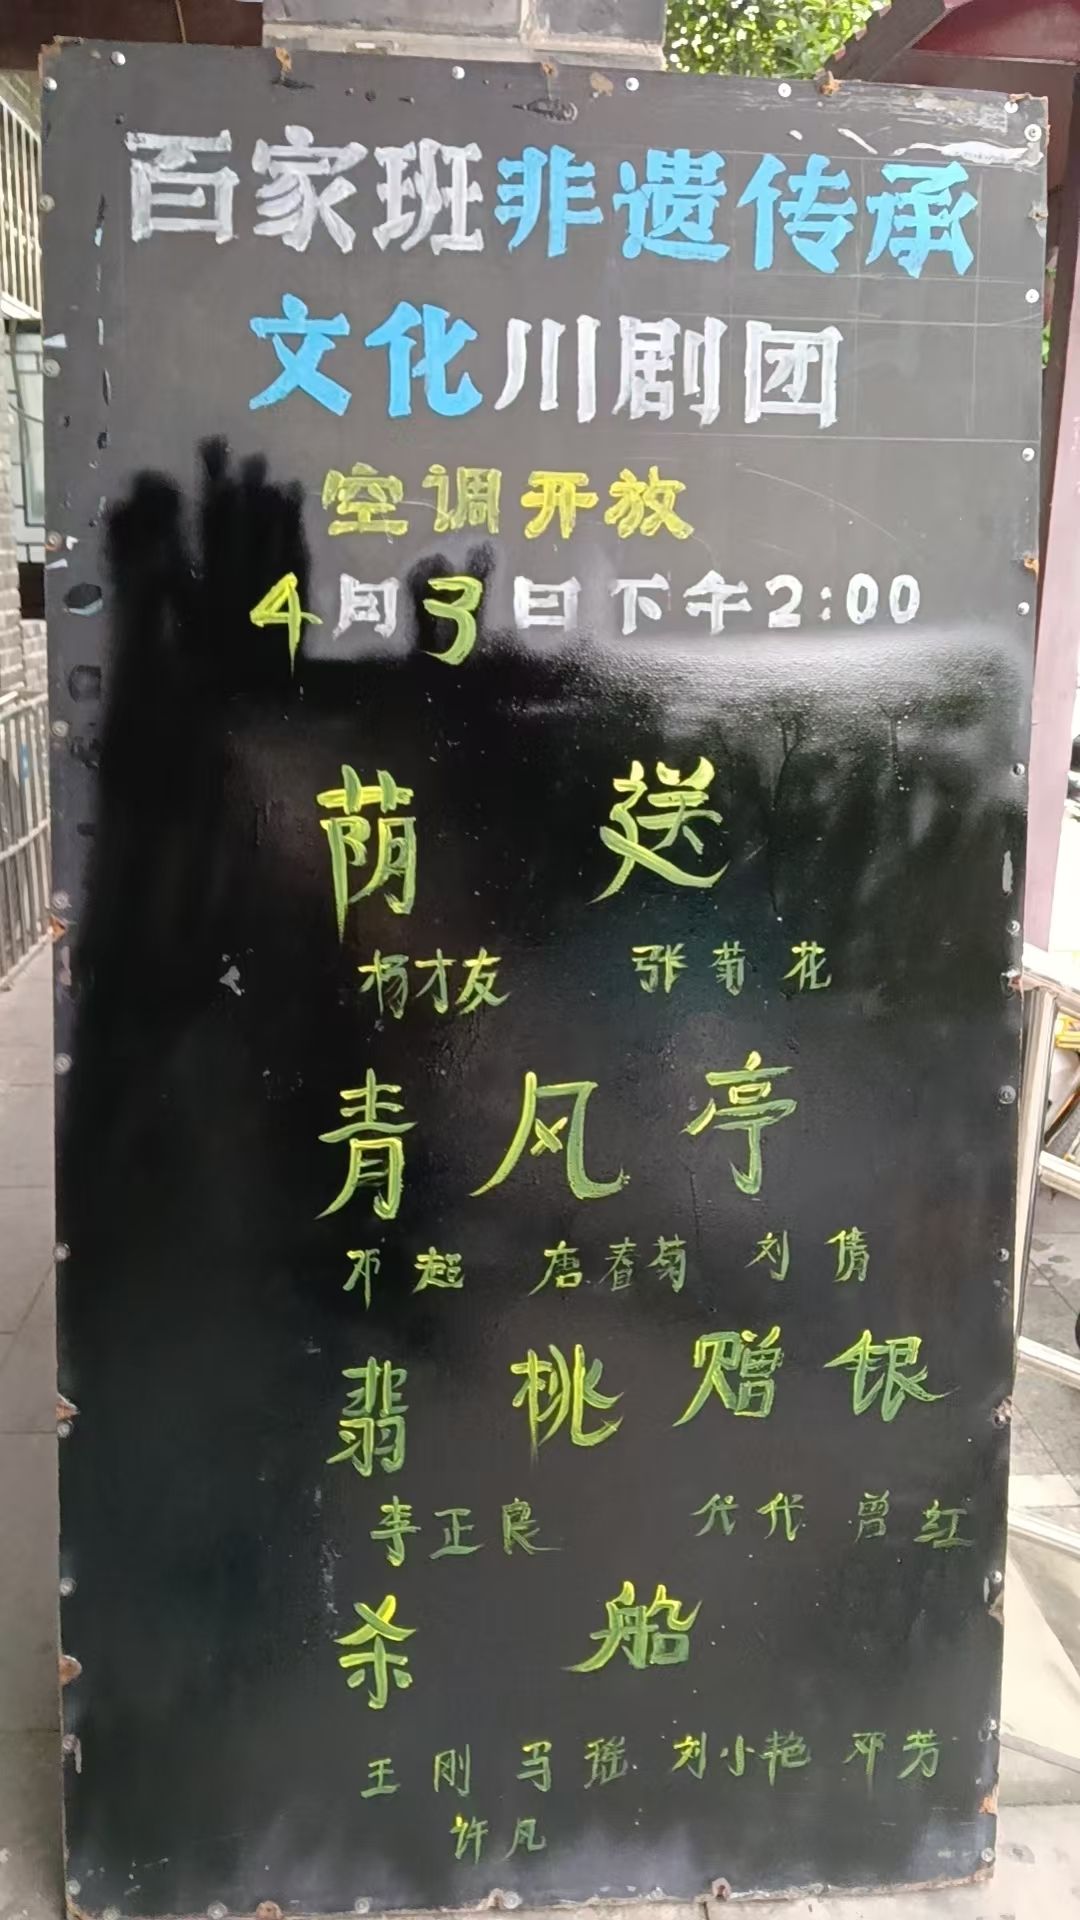 百家班非遗传承
文化川剧团
空调开放
4月3日下午2:00
荫送
杨才友 张菊花
青风亭
邓超 唐春菊 刘倩
翡桃赠银
李正良 代代 曾红
杀船
王刚 马瑶 刘小艳 邓芳
许凡